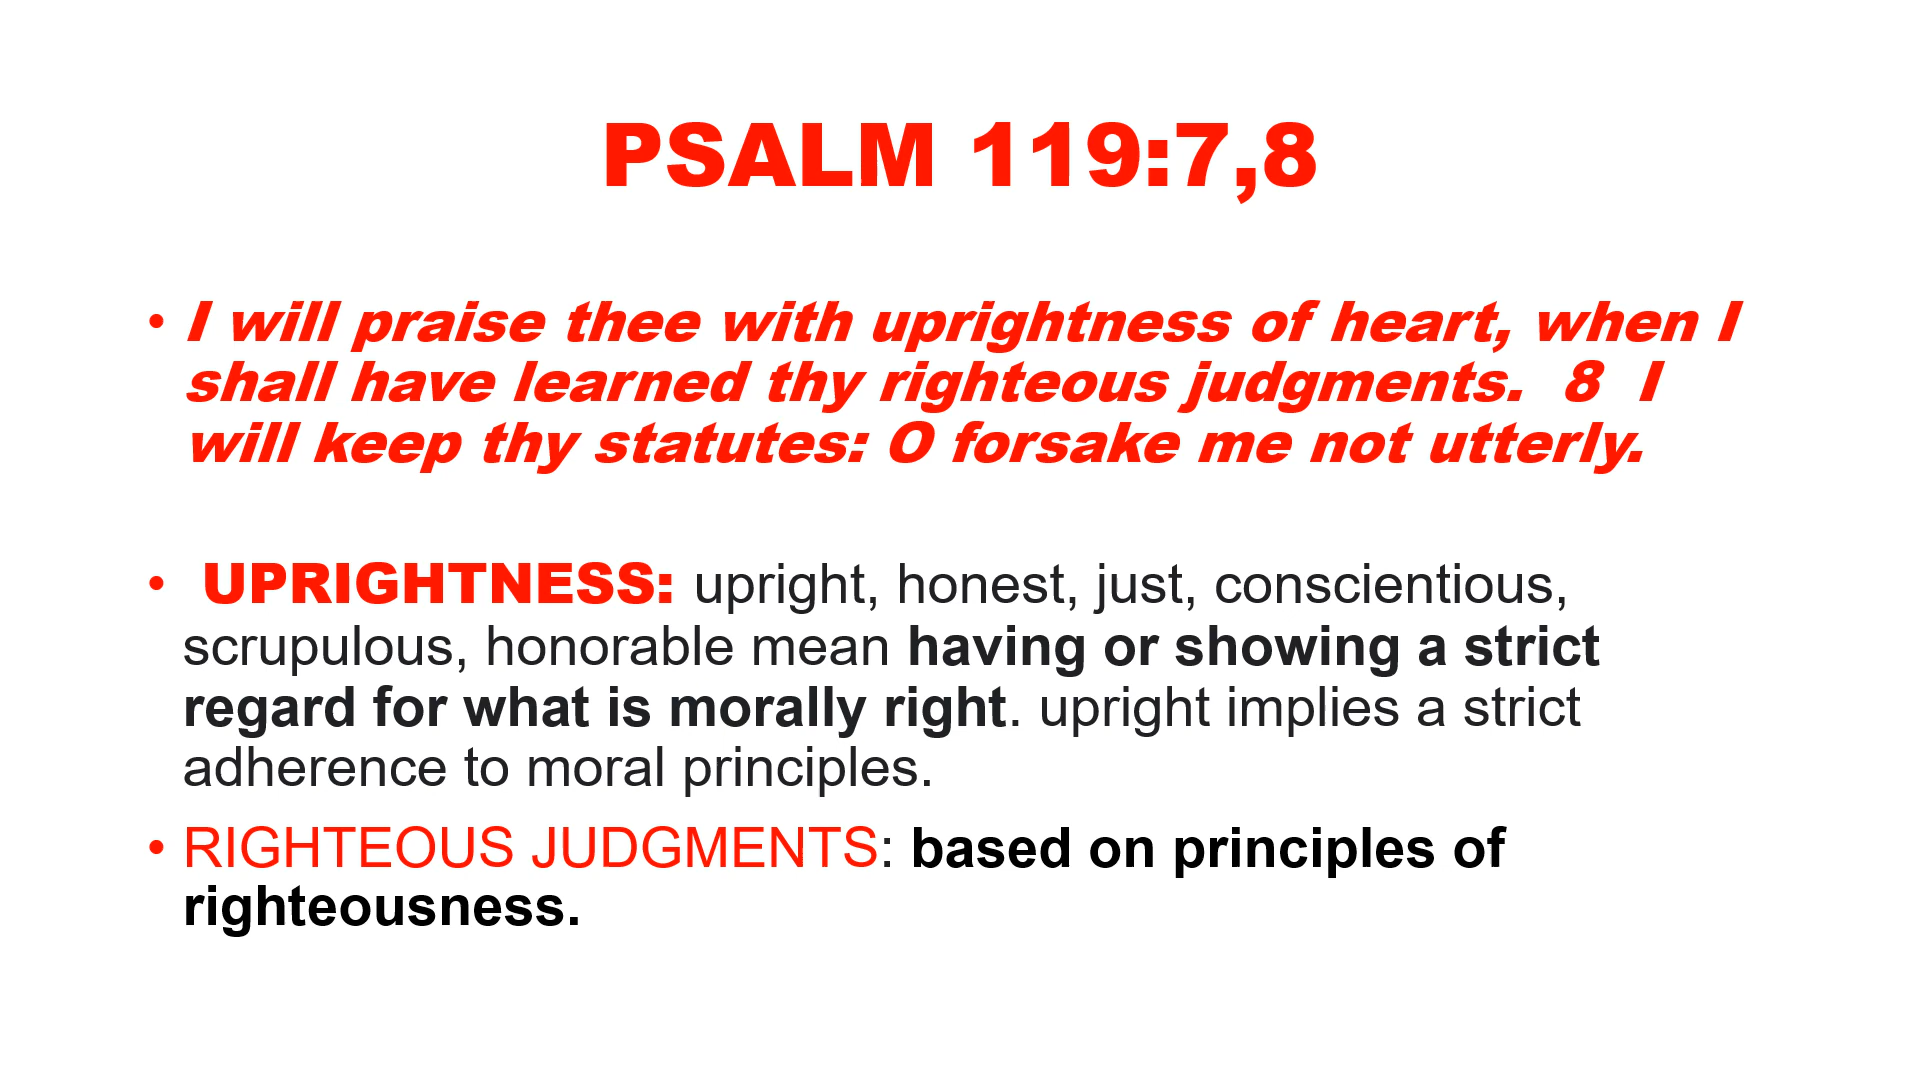 PSALM 119:7,8
• I will praise thee with uprightness of heart, when I
shall have learned thy righteous judgments. 8 I
will keep thy statutes: O forsake me not utterly.
• UPRIGHTNESS: upright, honest, just, conscientious,
scrupulous, honorable mean having or showing a strict
regard for what is morally right. upright implies a strict
adherence to moral principles.
• RIGHTEOUS JUDGMENTS: based on principles of
righteousness.